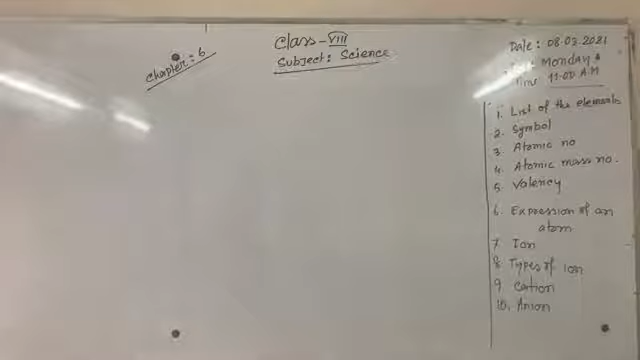 Class - VIII
Subject: Science
Chapter: 6
Date: 08.03.2021
Monday
11:00 A.M
1. List of the elements
2. Symbol
3. Atomic no
4. Atomic mass no.
5. Valency
6. Expression of an
atom
7. Ion
8. Types of ion
9. Cation
10. Anion